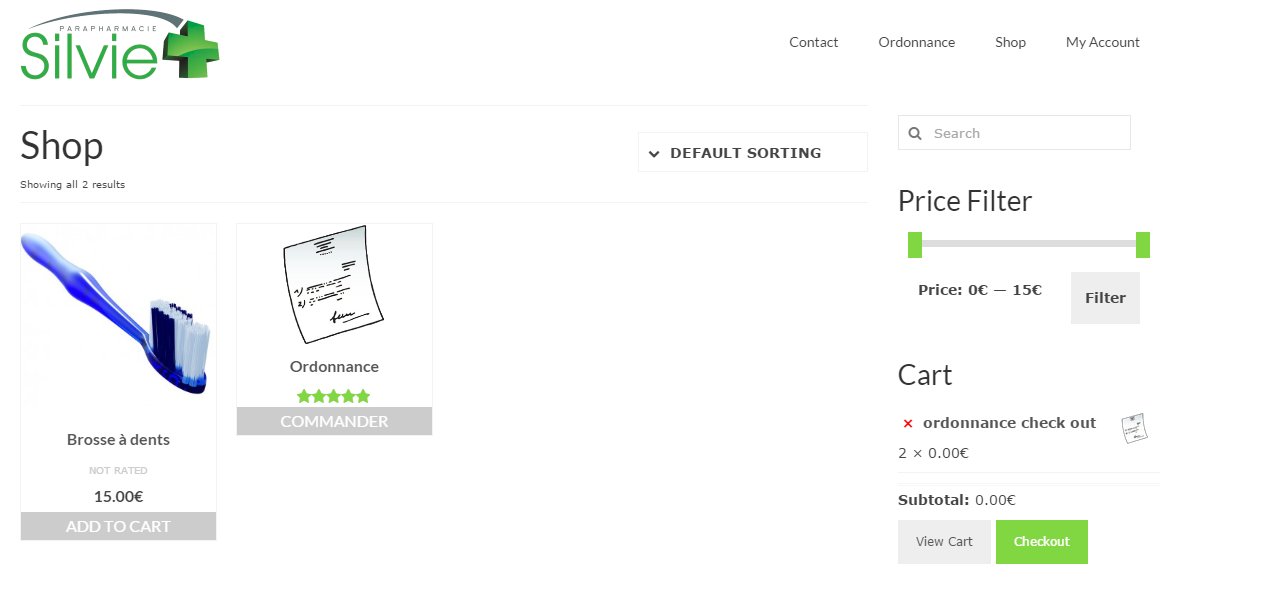 PARAPHARMACIE
Silvie
Contact
Ordonnance
Shop
My Account
Shop
DEFAULT SORTING
Showing all 2 results
Brosse à dents
NOT RATED
15.00€
ADD TO CART
Ordonnance
COMMANDER
Search
Price Filter
Price: 0€ — 15€
Filter
Cart
× ordonnance check out
2 × 0.00€
Subtotal: 0.00€
View Cart
Checkout